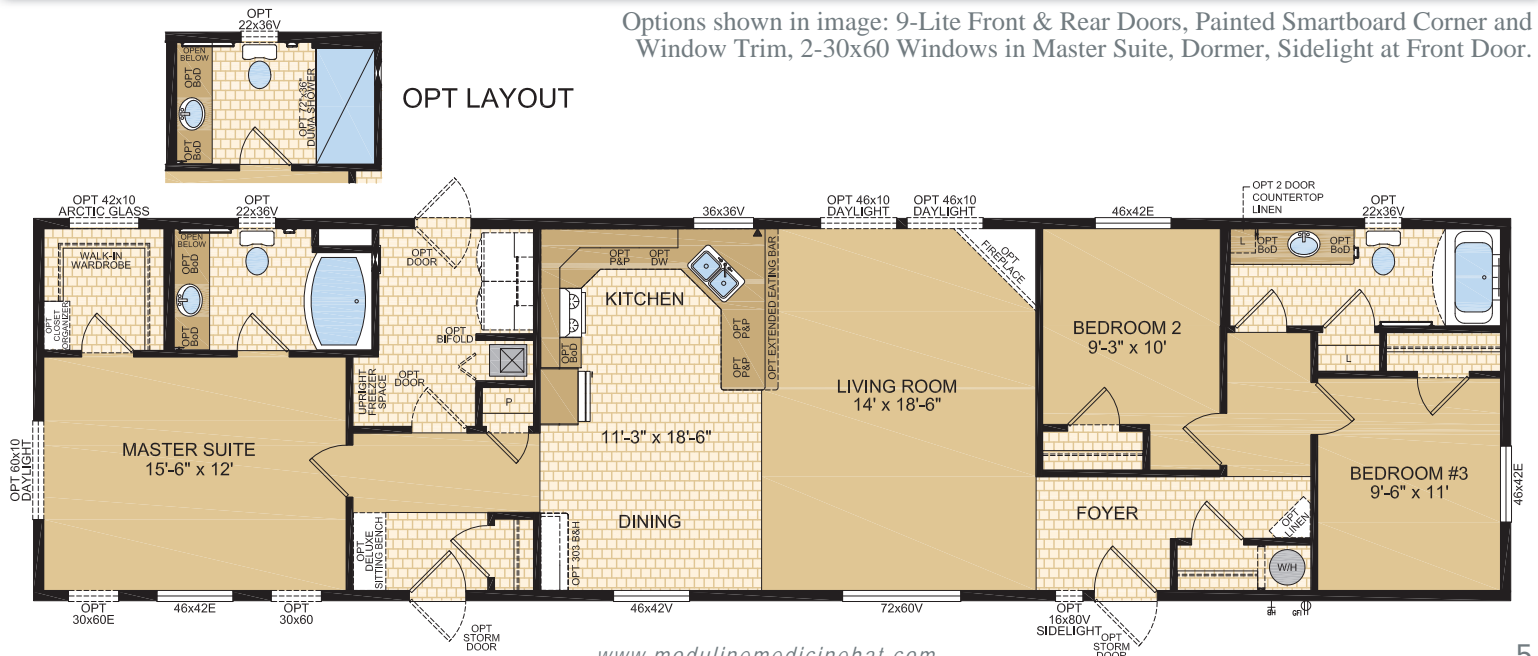 Options shown in image: 9-Lite Front & Rear Doors, Painted Smartboard Corner and
Window Trim, 2-30x60 Windows in Master Suite, Dormer, Sidelight at Front Door.
OPT
22x36V
OPEN
BELOW
OPT
BoD
OPT
BoD
OPT 72"x36"
DUMA SHOWER
OPT LAYOUT
OPT 42x10
ARCTIC GLASS
OPT
22x36V
36x36V
OPT 46x10
DAYLIGHT
OPT 46x10
DAYLIGHT
46x42E
OPT 2 DOOR
COUNTERTOP
LINEN
OPT
22x36V
WALK-IN
WARDROBE
OPT
CLOSET
ORGANIZER
OPEN
BELOW
OPT
BoD
OPT
BoD
OPT
DOOR
OPT
BIFOLD
OPT
DOOR
UPRIGHT
FREEZER
SPACE
P
OPT
P&P
OPT
DW
KITCHEN
OPT
BoD
OPT
P&P
OPT
P&P
OPT EXTENDED EATING BAR
OPT
FIREPLACE
L
OPT
BoD
OPT
BoD
L
BEDROOM 2
9'-3" x 10'
LIVING ROOM
14' x 18'-6"
11'-3" x 18'-6"
MASTER SUITE
15'-6" x 12'
OPT 60x10
DAYLIGHT
BEDROOM #3
9'-6" x 11'
46x42E
DINING
FOYER
OPT
LINEN
W/H
OPT
DELUXE
SITTING BENCH
OPT 303 B&H
OPT
30x60E
46x42E
OPT
30x60
OPT
STORM
DOOR
46x42V
72x60V
OPT
16x80V
SIDELIGHT
OPT
STORM
DOOR
GFI
www.modulinemedicinehat.com
5